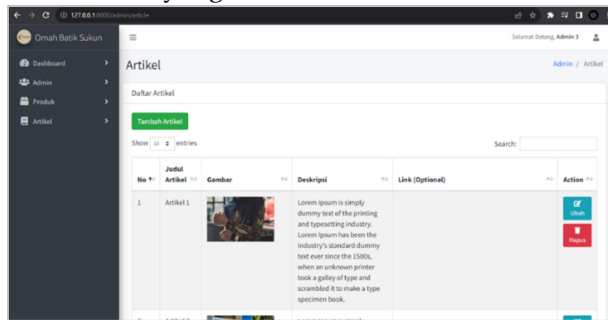 127.0.0.1:8000/admin/article
Omah Batik Sukun
Selamat Datang, Admin 3
Dashboard
Admin
Produk
Artikel
Artikel
Admin / Artikel
Daftar Artikel
Tambah Artikel
Show 10 entries
Search:
No
Judul Artikel
Gambar
Deskripsi
Link (Optional)
Action
1
Artikel 1
Lorem Ipsum is simply
dummy text of the printing
and typesetting industry.
Lorem Ipsum has been the
industry's standard dummy
text ever since the 1500s,
when an unknown printer
took a galley of type and
scrambled it to make a type
specimen book.
Ubah
Hapus